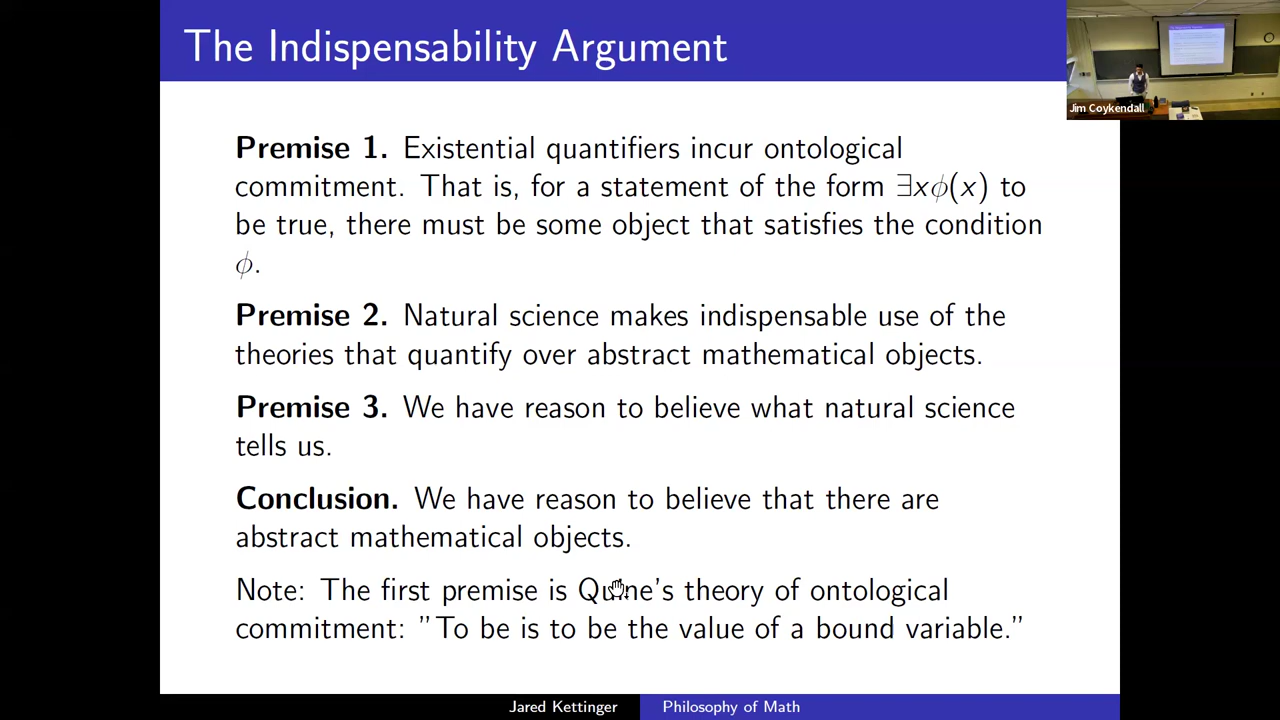 The Indispensability Argument
Jim Coykendall
Premise 1. Existential quantifiers incur ontological
commitment. That is, for a statement of the form ∃xϕ(x) to
be true, there must be some object that satisfies the condition
ϕ.
Premise 2. Natural science makes indispensable use of the
theories that quantify over abstract mathematical objects.
Premise 3. We have reason to believe what natural science
tells us.
Conclusion. We have reason to believe that there are
abstract mathematical objects.
Note: The first premise is Quine's theory of ontological
commitment: "To be is to be the value of a bound variable."
Jared Kettinger
Philosophy of Math